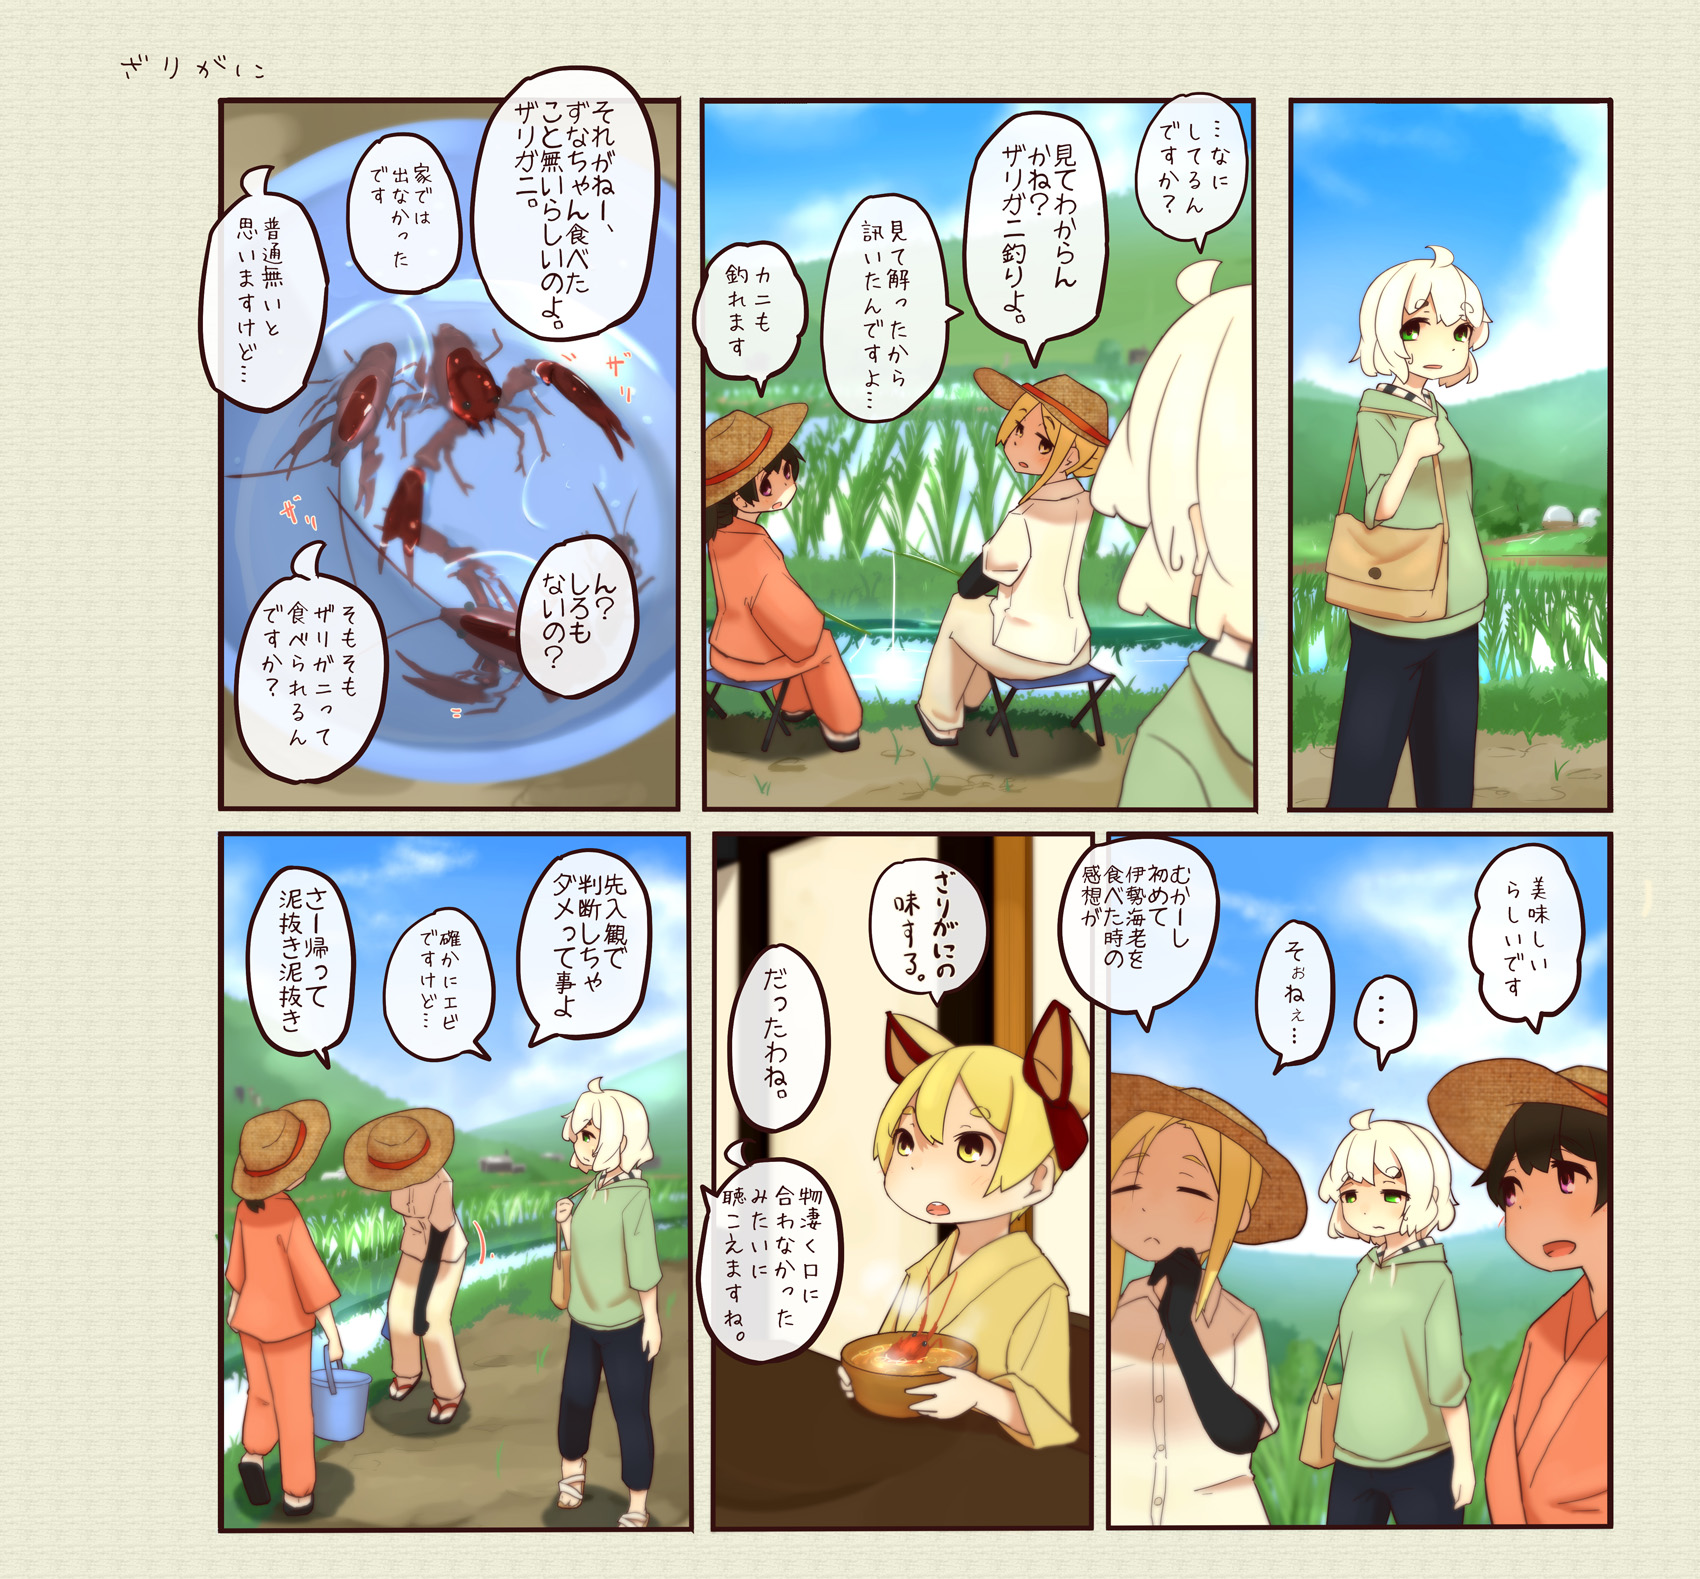 ざりがに
…なに
してるん
ですか？
見てわからん
かね？
ザリガニ釣りよ。
見て解ったから
訊いたんですよ…
カニも
釣れます
それがねー、
ずなちゃん食べた
こと無いらしいのよ。
ザリガニ。
家では
出なかった
です
普通無いと
思いますけど…
ザリ
ザリ
ん？
しろも
ないの？
そもそも
ザリガニって
食べられるん
ですか？
美味しい
らしいです
…
そぉねぇ…
むかーし
初めて
伊勢海老を
食べた時の
感想が
ざりがにの
味する。
だったわね。
物凄く口に
合わなかった
みたいに
聴こえますね。
先入観で
判断しちゃ
ダメって事よ
確かにエビ
ですけど…
さー帰って
泥抜き泥抜き